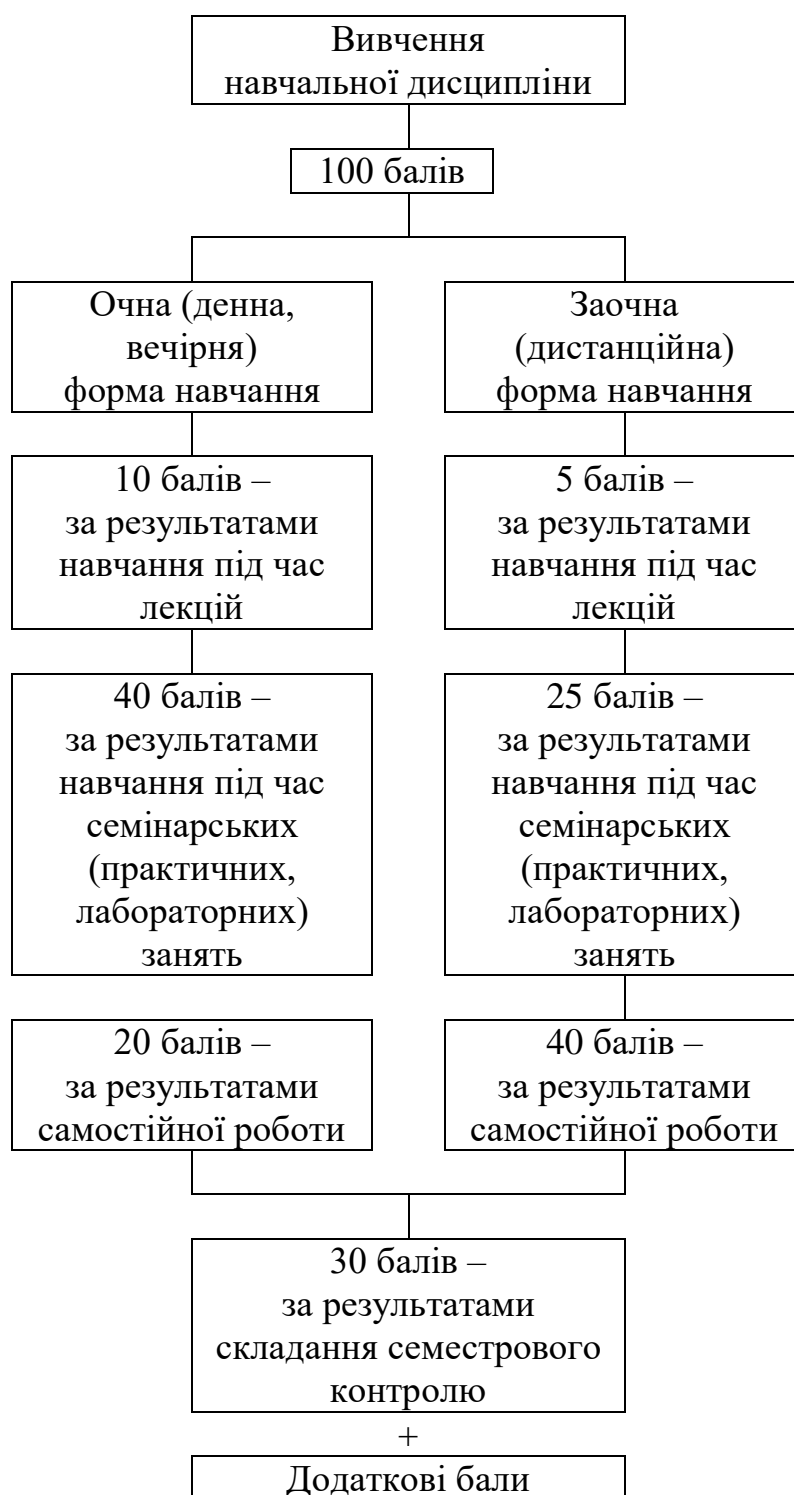 Вивчення
навчальної дисципліни
100 балів
Очна (денна,
вечірня)
форма навчання
Заочна
(дистанційна)
форма навчання
10 балів –
за результатами
навчання під час
лекцій
5 балів –
за результатами
навчання під час
лекцій
40 балів –
за результатами
навчання під час
семінарських
(практичних,
лабораторних)
занять
25 балів –
за результатами
навчання під час
семінарських
(практичних,
лабораторних)
занять
20 балів –
за результатами
самостійної роботи
40 балів –
за результатами
самостійної роботи
30 балів –
за результатами
складання семестрового
контролю
+
Додаткові бали